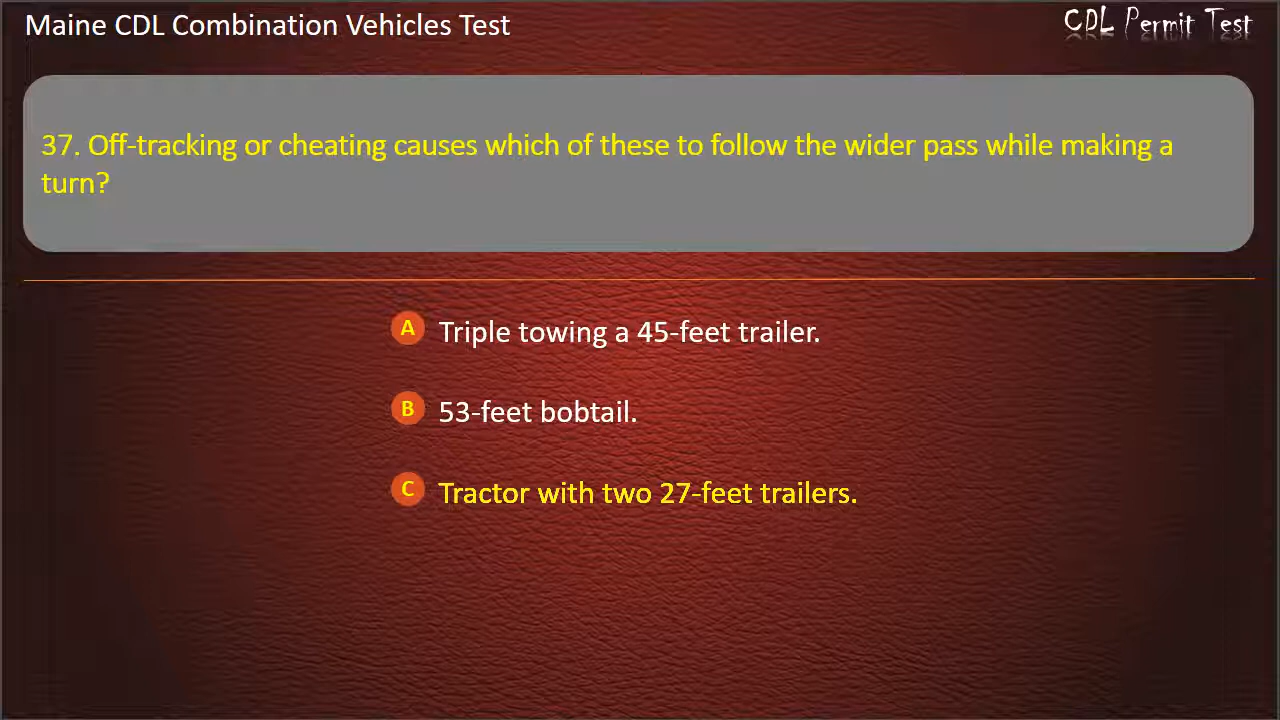 Maine CDL Combination Vehicles Test
CDL Permit Test
37. Off-tracking or cheating causes which of these to follow the wider pass while making a
turn?
A Triple towing a 45-feet trailer.
B 53-feet bobtail.
C Tractor with two 27-feet trailers.